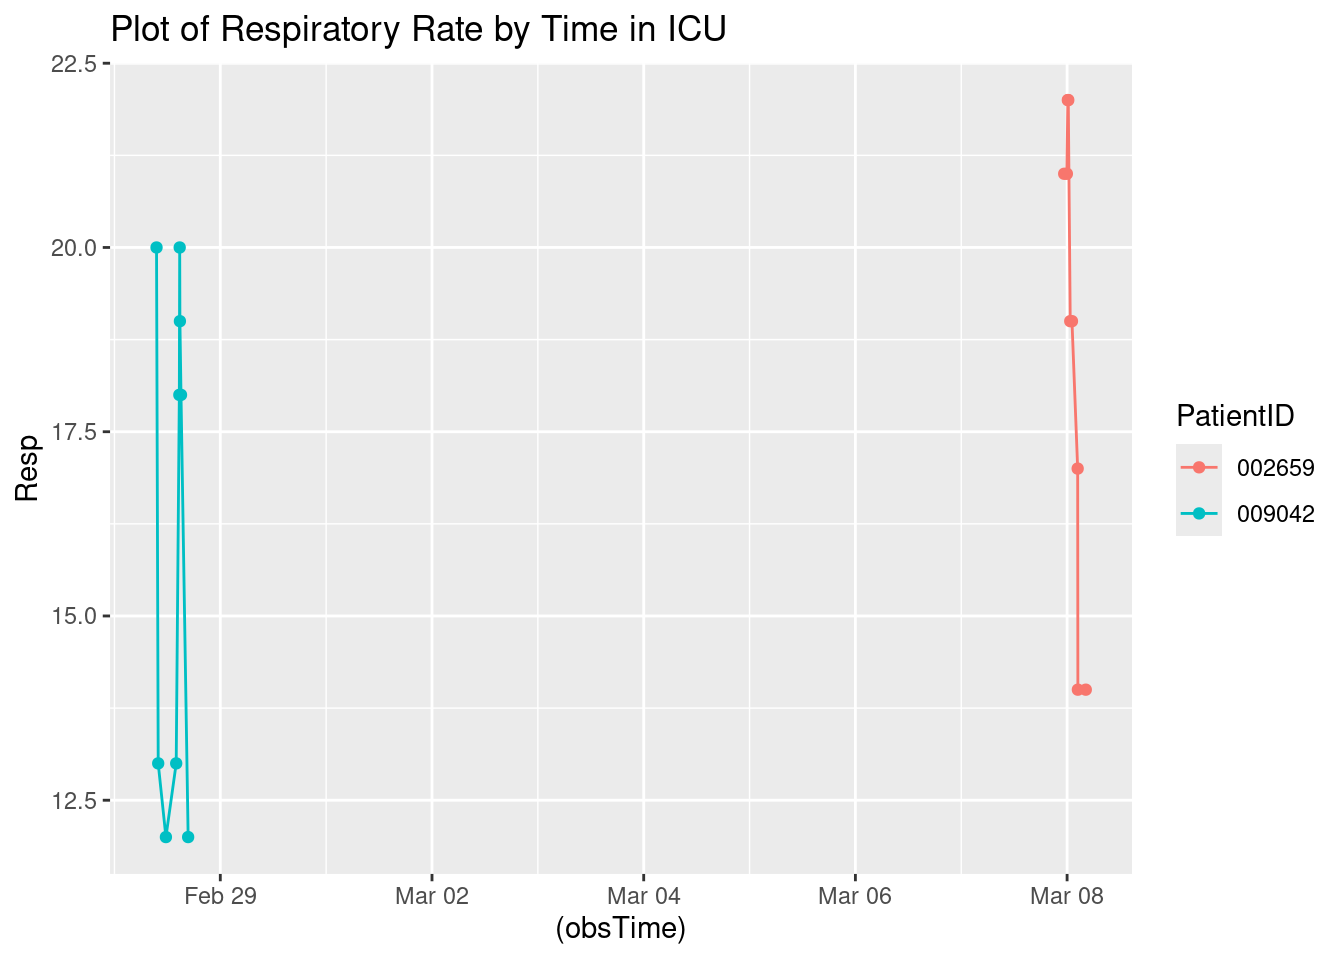 Plot of Respiratory Rate by Time in ICU
22.5
20.0
17.5
15.0
12.5
Resp
Feb 29
Mar 02
Mar 04
Mar 06
Mar 08
(obsTime)
PatientID
002659
009042